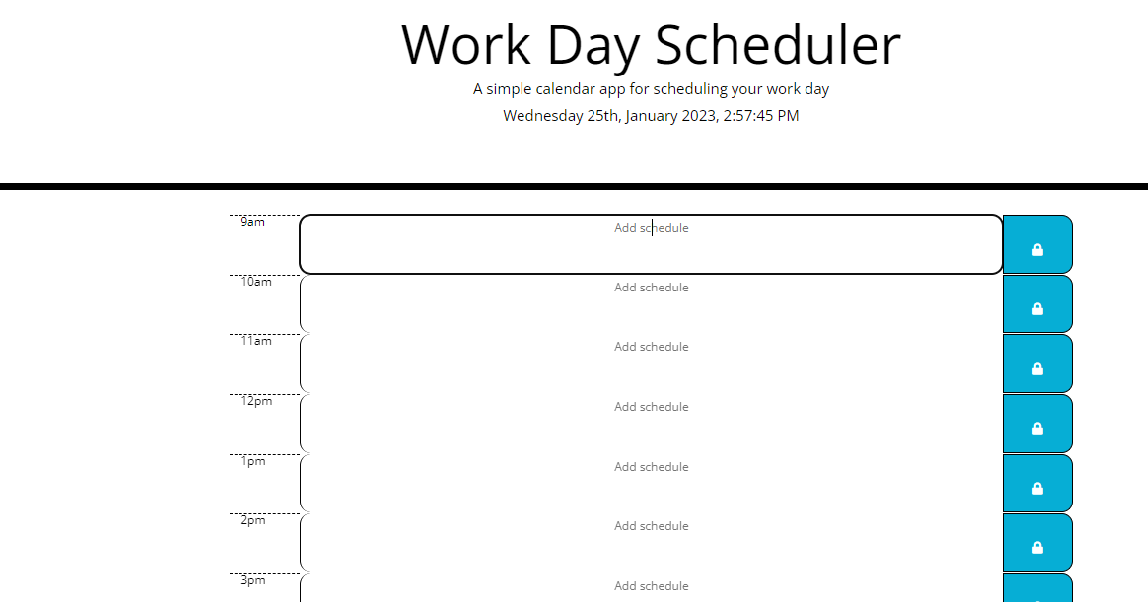 Work Day Scheduler
A simple calendar app for scheduling your work day
Wednesday 25th, January 2023, 2:57:45 PM
9am
Add schedule
10am
Add schedule
11am
Add schedule
12pm
Add schedule
1pm
Add schedule
2pm
Add schedule
3pm
Add schedule